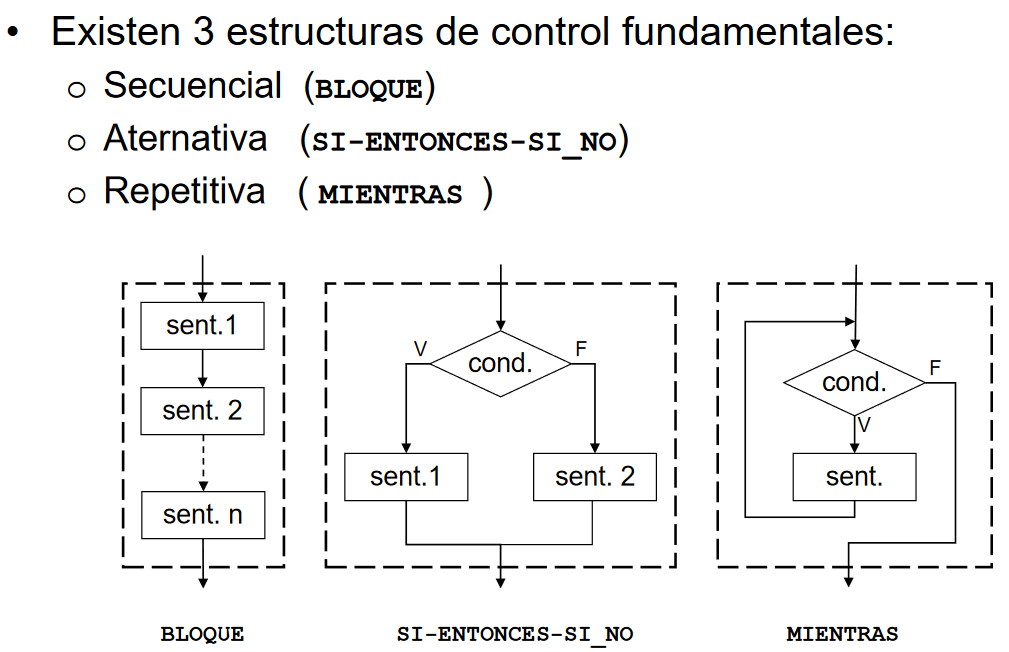 • Existen 3 estructuras de control fundamentales:
o Secuencial (BLOQUE)
o Aternativa (SI-ENTONCES-SI_NO)
o Repetitiva ( MIENTRAS )
sent.1
sent. 2
sent. n
BLOQUE
V
cond.
F
sent.1
sent. 2
SI-ENTONCES-SI_NO
cond.
F
V
sent.
MIENTRAS